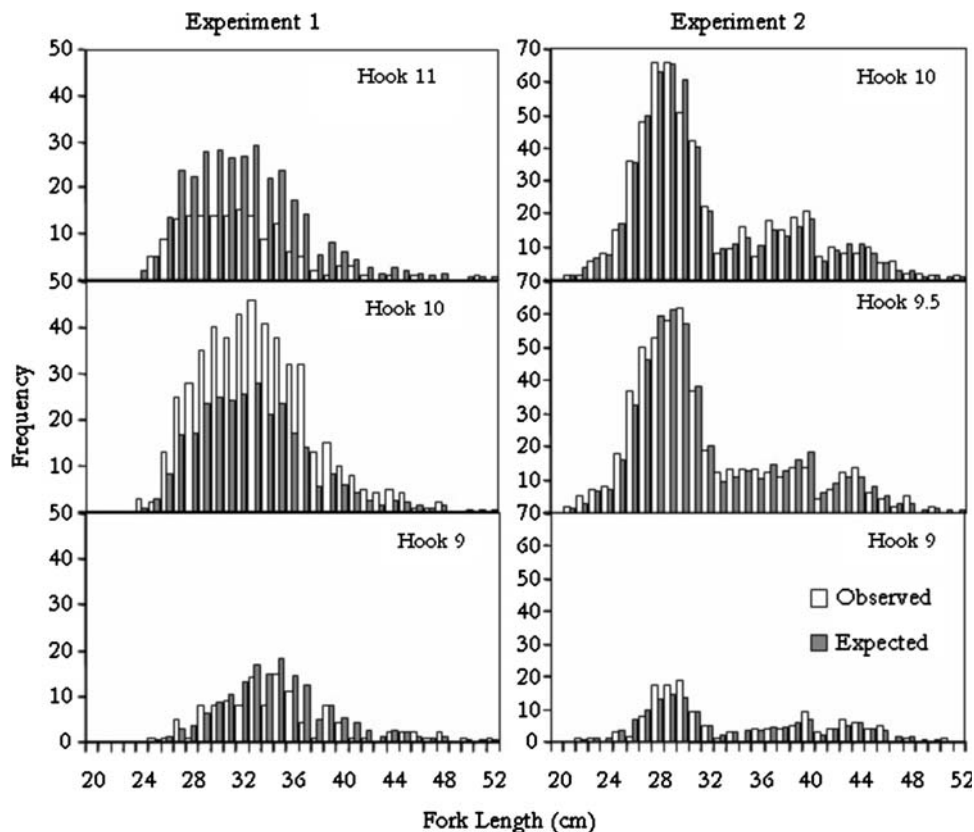 Experiment 1 Experiment 2
50 70
Hook 11 Hook 10
40 60
50
30 40
20 30
20
10 10
50 70
Hook 10 Hook 9.5
40 60
50
30 40
20 30
20
10 10
50 70
Hook 9 Hook 9
40 60
50
30 40
Observed
20 30
Expected
20
10 10
0 0
20 24 28 32 36 40 44 48 52 20 24 28 32 36 40 44 48 52
Frequency
Fork Length (cm)